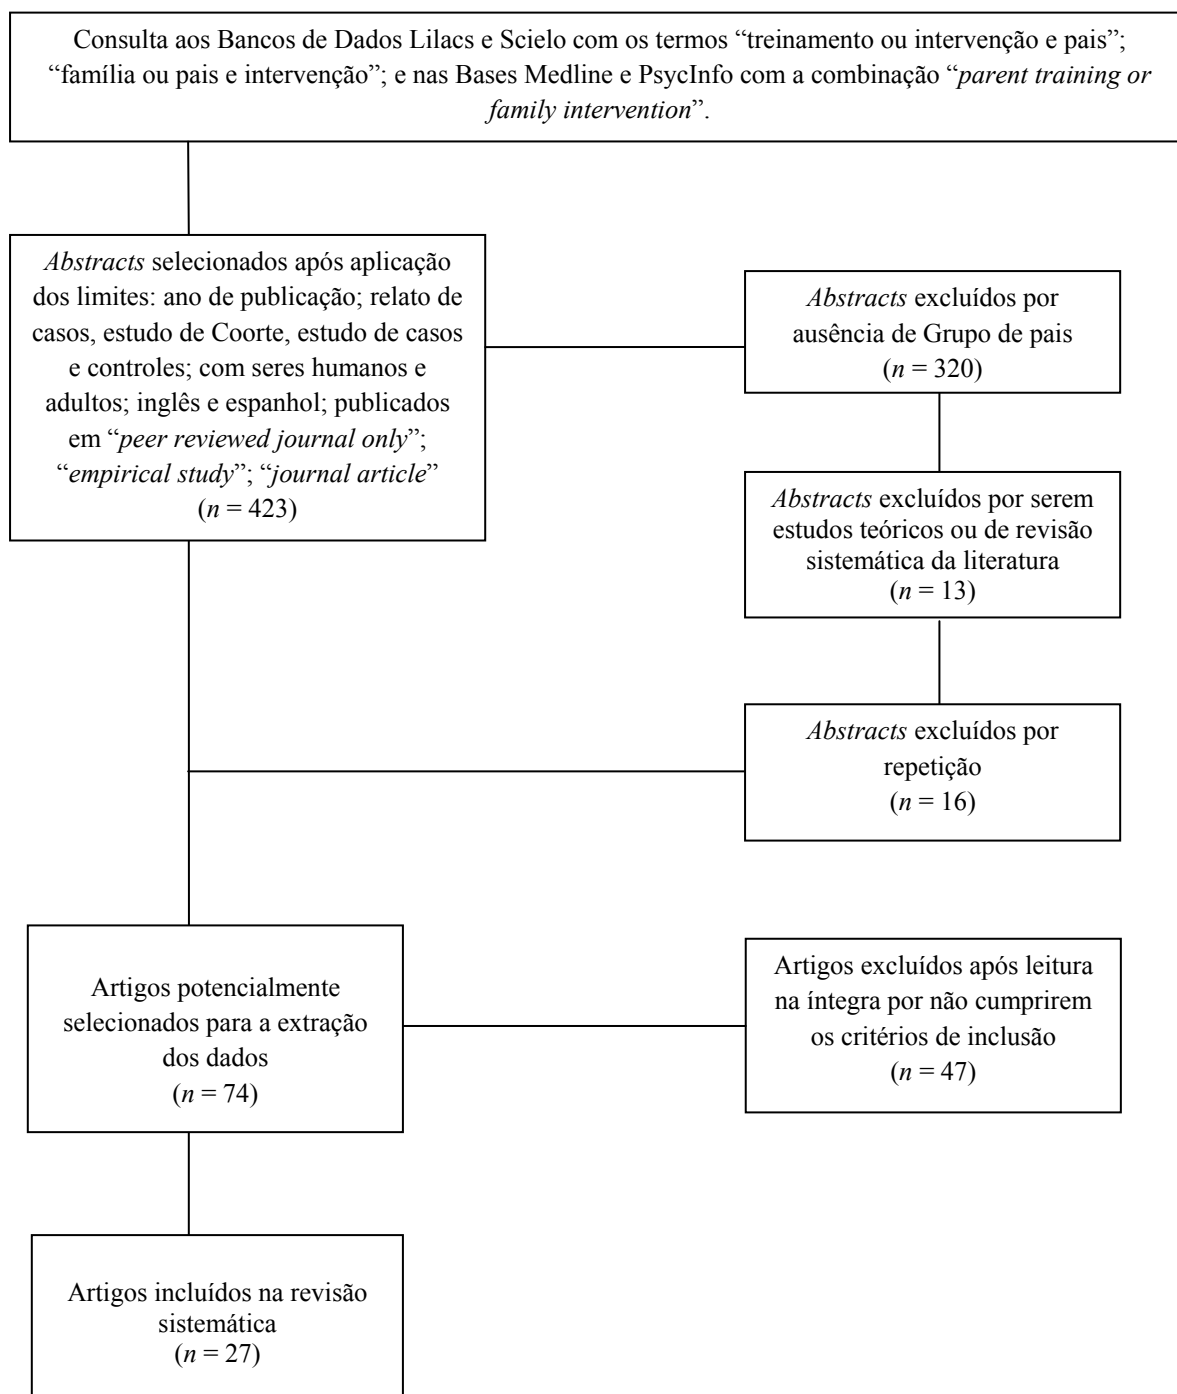 Consulta aos Bancos de Dados Lilacs e Scielo com os termos “treinamento ou intervenção e pais”;
“família ou pais e intervenção”; e nas Bases Medline e PsycInfo com a combinação “parent training or
family intervention”.
Abstracts selecionados após aplicação
dos limites: ano de publicação; relato de
casos, estudo de Coorte, estudo de casos
e controles; com seres humanos e
adultos; inglês e espanhol; publicados
em “peer reviewed journal only”;
“empirical study”; “journal article”
(n = 423)
Abstracts excluídos por
ausência de Grupo de pais
(n = 320)
Abstracts excluídos por serem
estudos teóricos ou de revisão
sistemática da literatura
(n = 13)
Abstracts excluídos por
repetição
(n = 16)
Artigos potencialmente
selecionados para a extração
dos dados
(n = 74)
Artigos excluídos após leitura
na íntegra por não cumprirem
os critérios de inclusão
(n = 47)
Artigos incluídos na revisão
sistemática
(n = 27)